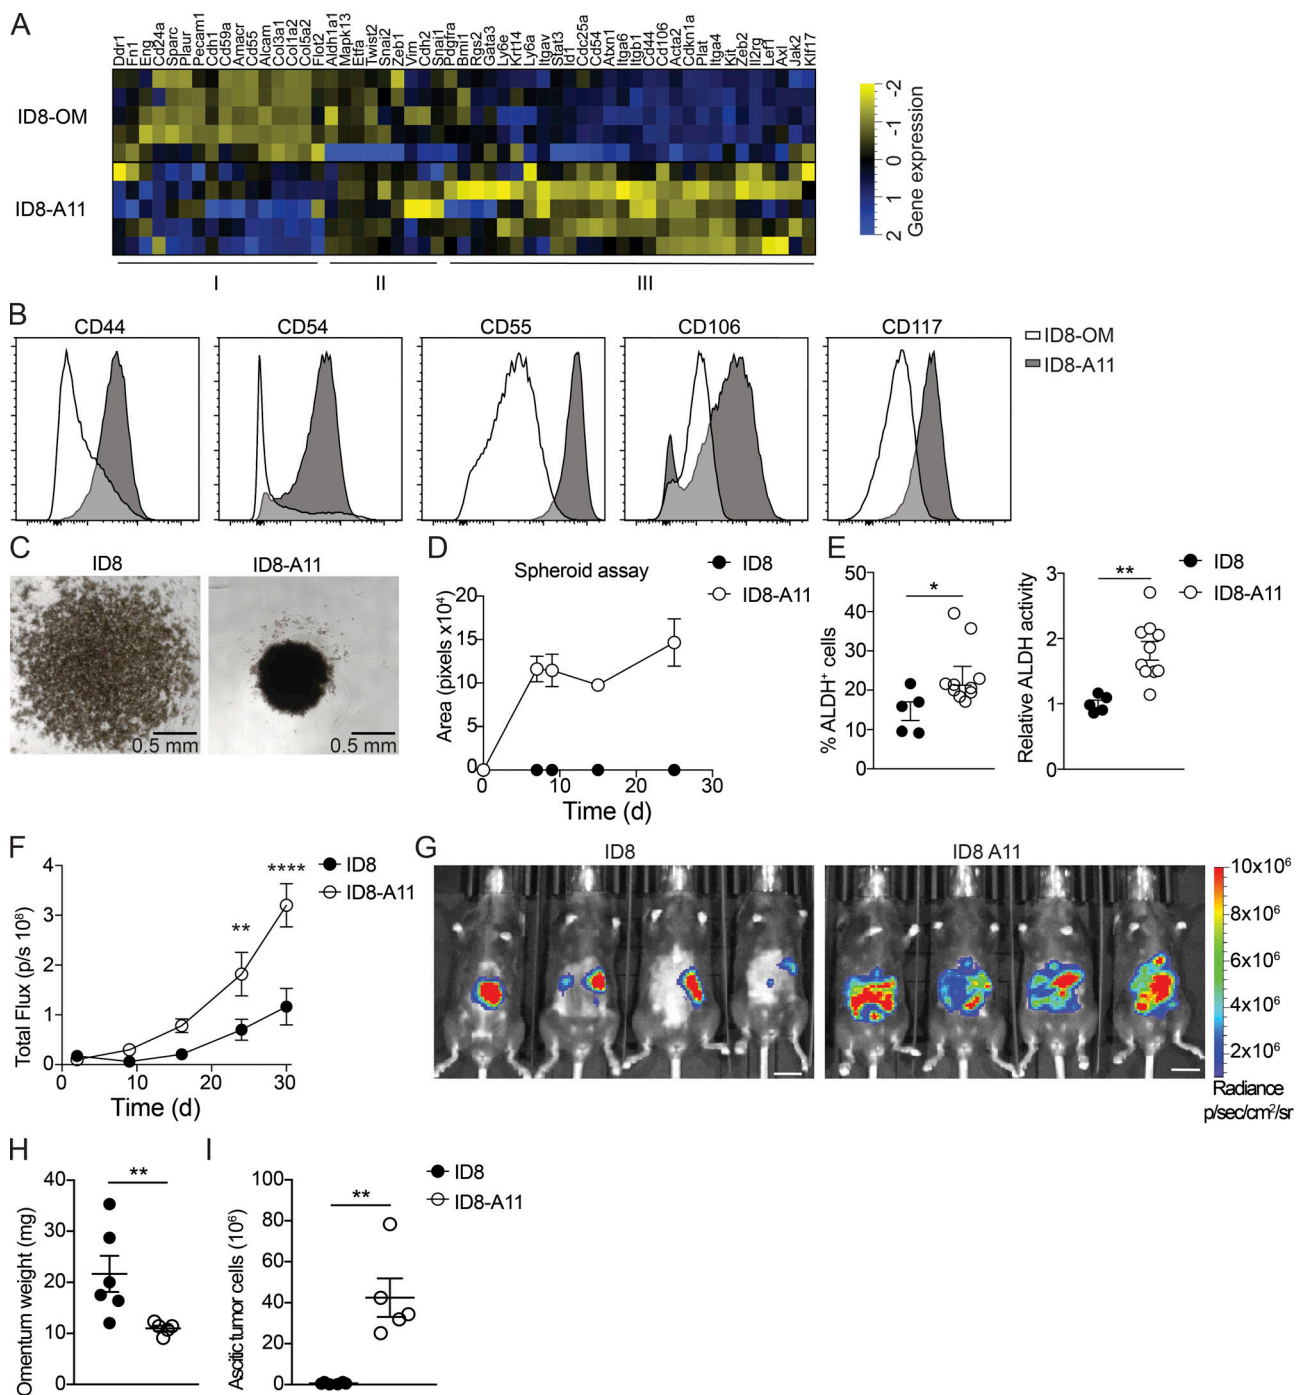 A
Ddr1 Fn1 Eng Cd24a Sparc Plaur Pecam1 Cdh1 Cd59a Amacr Cd55 Alcam Col3a1 Col1a2 Col5a2 Flot2 Aldh1a1 Mapk13 Etfa Twist2 Snai2 Zeb1 Vim Cdh2 Snai1 Pdgfra Bmi1 Rgs2 Gata3 Ly6e Krt14 Ly6a Itgav Stat3 Id1 Cdc25a Cd54 Atxn1 Itga6 Itgb1 Cd44 Cd106 Acta2 Cdkn1a Plat Itga4 Kit Zeb2 Il2rg Lef1 Axl Jak2 Klf17
ID8-OM
ID8-A11
I II III
-2
-1
0
1
2
Gene expression
B
CD44 CD54 CD55 CD106 CD117
ID8-OM
ID8-A11
C
ID8 ID8-A11
0.5 mm 0.5 mm
D
Spheroid assay
ID8
ID8-A11
Area (pixels x10⁴)
20
15
10
5
0
0 10 20 30
Time (d)
E
% ALDH⁺ cells
50
40
30
20
10
0
*
Relative ALDH activity
3
2
1
0
**
ID8
ID8-A11
F
Total Flux (p/s 10⁸)
4
3
2
1
0
0 10 20 30
Time (d)
**
****
ID8
ID8-A11
G
ID8 ID8 A11
10x10⁶
8x10⁶
6x10⁶
4x10⁶
2x10⁶
Radiance
p/sec/cm²/sr
H
Omentum weight (mg)
40
30
20
10
0
**
I
Ascitic tumor cells (10⁶)
100
80
60
40
20
0
**
ID8
ID8-A11